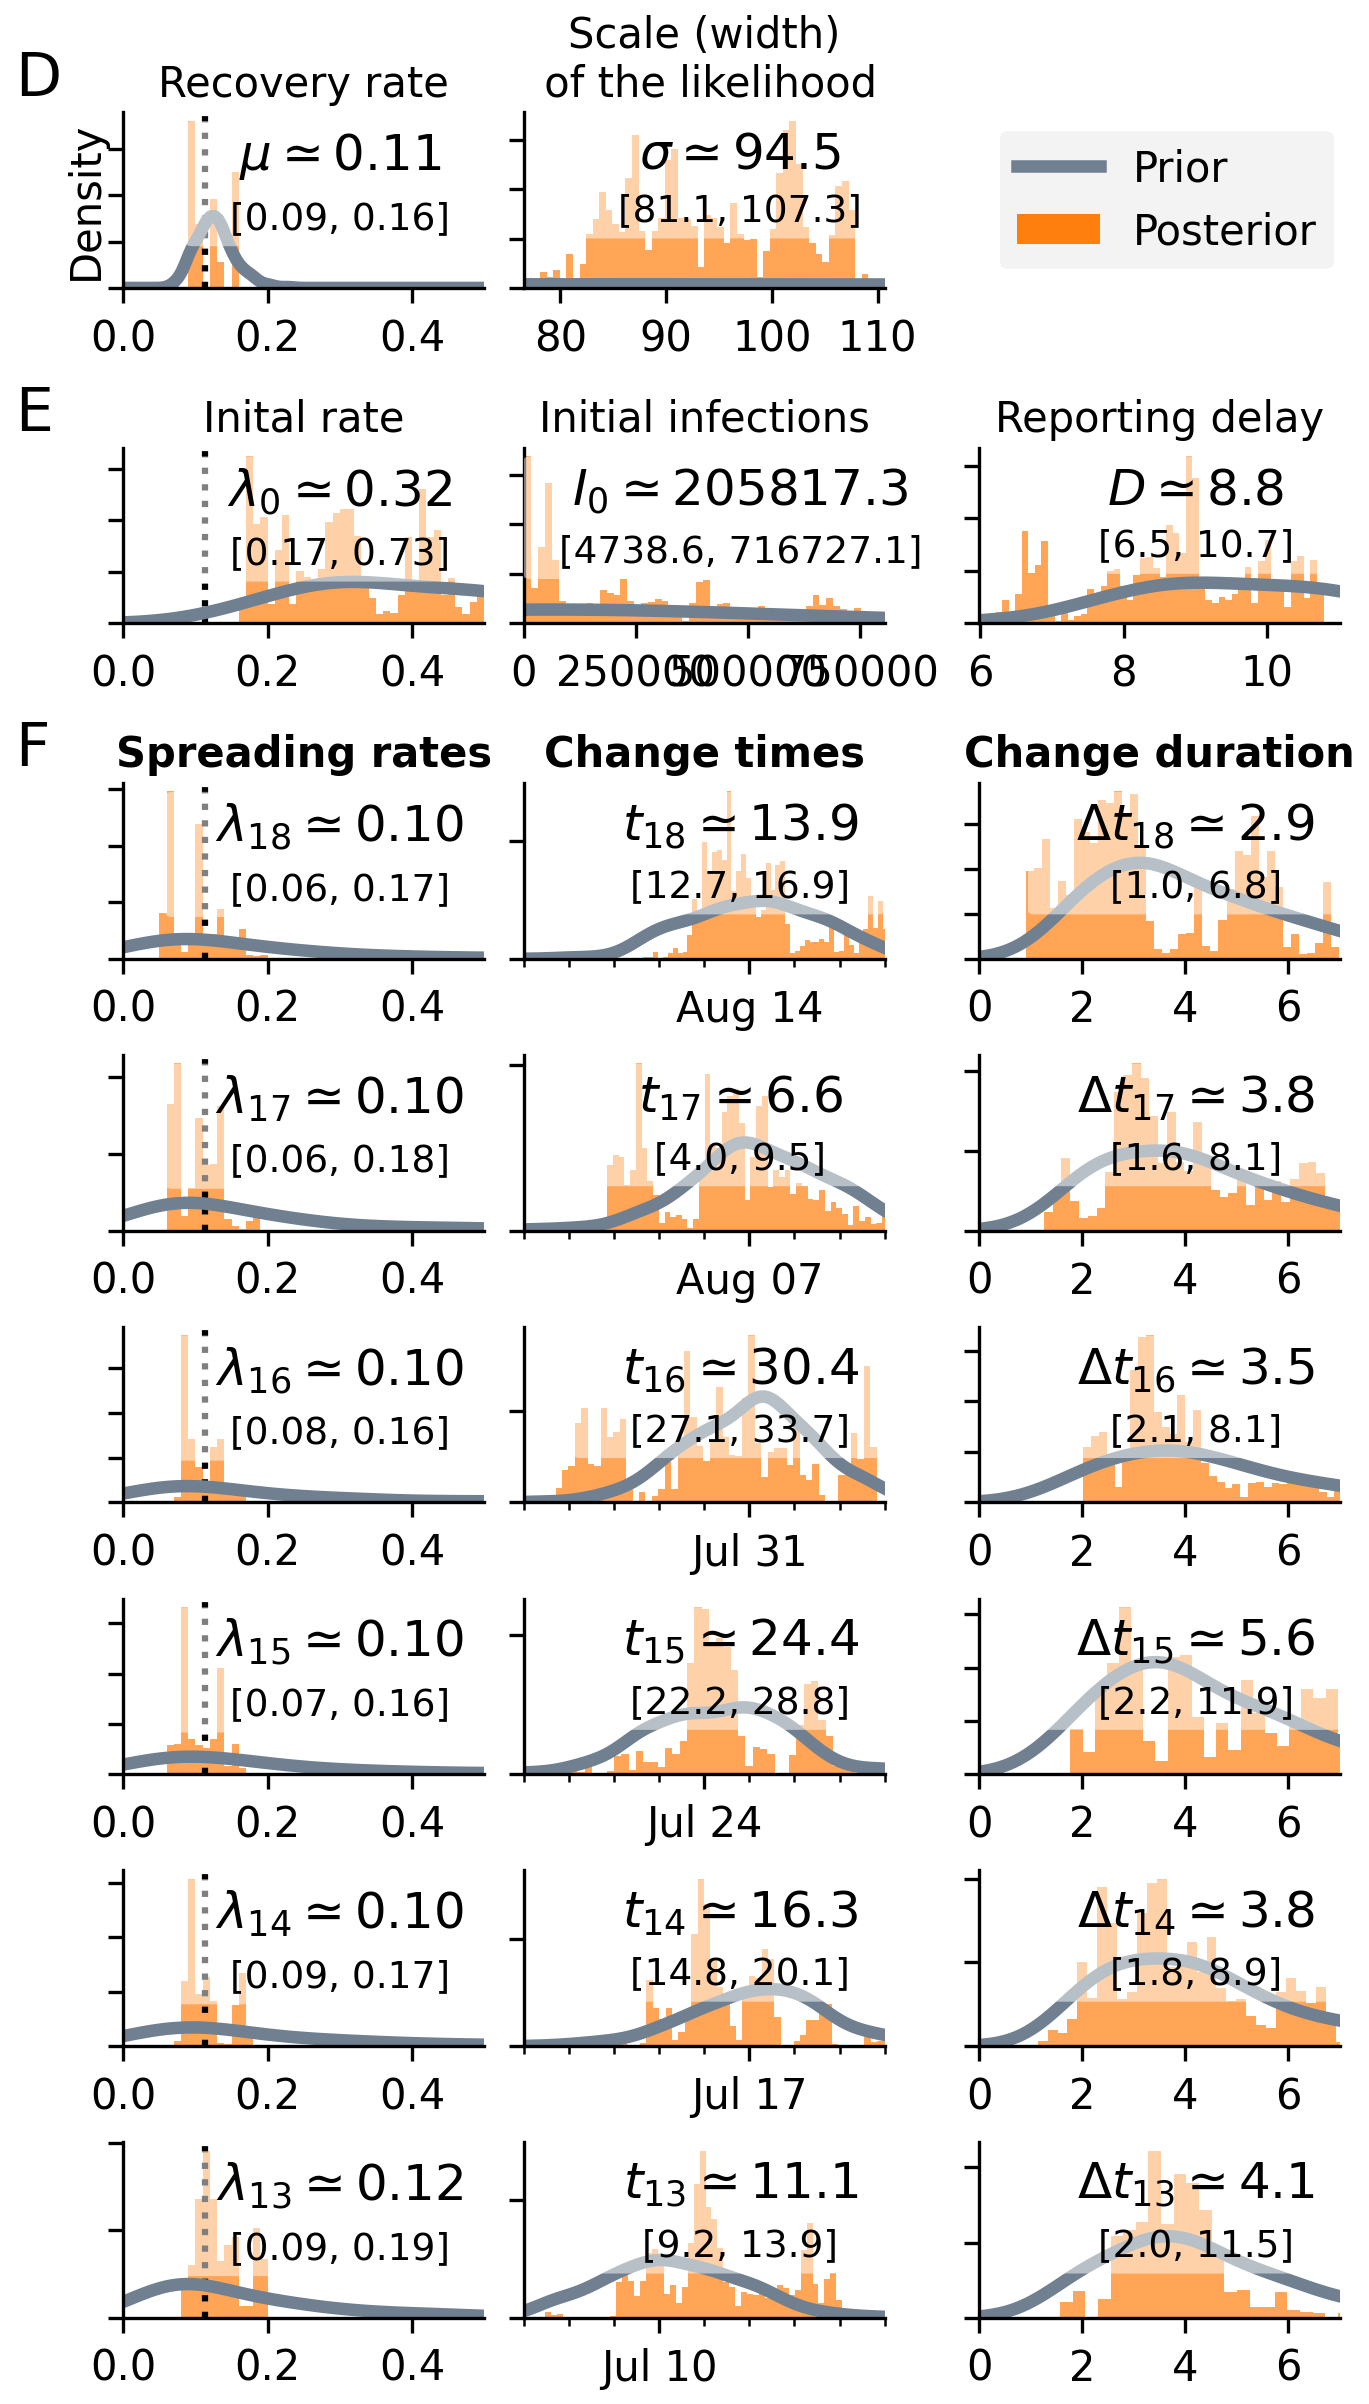 D
Recovery rate
Scale (width)
of the likelihood
Density
μ ≃ 0.11
[0.09, 0.16]
0.0 0.2 0.4
σ ≃ 94.5
[81.1, 107.3]
80 90 100 110
Prior
Posterior
E
Inital rate
λ0 ≃ 0.32
[0.17, 0.73]
0.0 0.2 0.4
Initial infections
I0 ≃ 205817.3
[4738.6, 716727.1]
0 250000 500000 750000
Reporting delay
D ≃ 8.8
[6.5, 10.7]
6 8 10
F
Spreading rates
Change times
Change duration
λ18 ≃ 0.10
[0.06, 0.17]
0.0 0.2 0.4
t18 ≃ 13.9
[12.7, 16.9]
Aug 14
Δt18 ≃ 2.9
[1.0, 6.8]
0 2 4 6
λ17 ≃ 0.10
[0.06, 0.18]
0.0 0.2 0.4
t17 ≃ 6.6
[4.0, 9.5]
Aug 07
Δt17 ≃ 3.8
[1.6, 8.1]
0 2 4 6
λ16 ≃ 0.10
[0.08, 0.16]
0.0 0.2 0.4
t16 ≃ 30.4
[27.1, 33.7]
Jul 31
Δt16 ≃ 3.5
[2.1, 8.1]
0 2 4 6
λ15 ≃ 0.10
[0.07, 0.16]
0.0 0.2 0.4
t15 ≃ 24.4
[22.2, 28.8]
Jul 24
Δt15 ≃ 5.6
[2.2, 11.9]
0 2 4 6
λ14 ≃ 0.10
[0.09, 0.17]
0.0 0.2 0.4
t14 ≃ 16.3
[14.8, 20.1]
Jul 17
Δt14 ≃ 3.8
[1.8, 8.9]
0 2 4 6
λ13 ≃ 0.12
[0.09, 0.19]
0.0 0.2 0.4
t13 ≃ 11.1
[9.2, 13.9]
Jul 10
Δt13 ≃ 4.1
[2.0, 11.5]
0 2 4 6